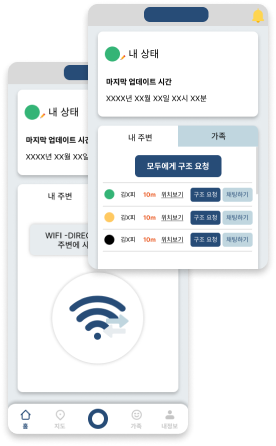 내 상태
마지막 업데이트 시간
XXXX년 XX월 XX일 XX시 XX분
내 주변
가족
모두에게 구조 요청
김X희 10m 위치보기 구조 요청 채팅하기
김X희 10m 위치보기 구조 요청 채팅하기
김X희 10m 위치보기 구조 요청 채팅하기
내 상태
마지막 업데이트 시간
XXXX년 XX월 XX일
내 주변
WIFI -DIREC
주변에 사
홈
지도
가족
내정보